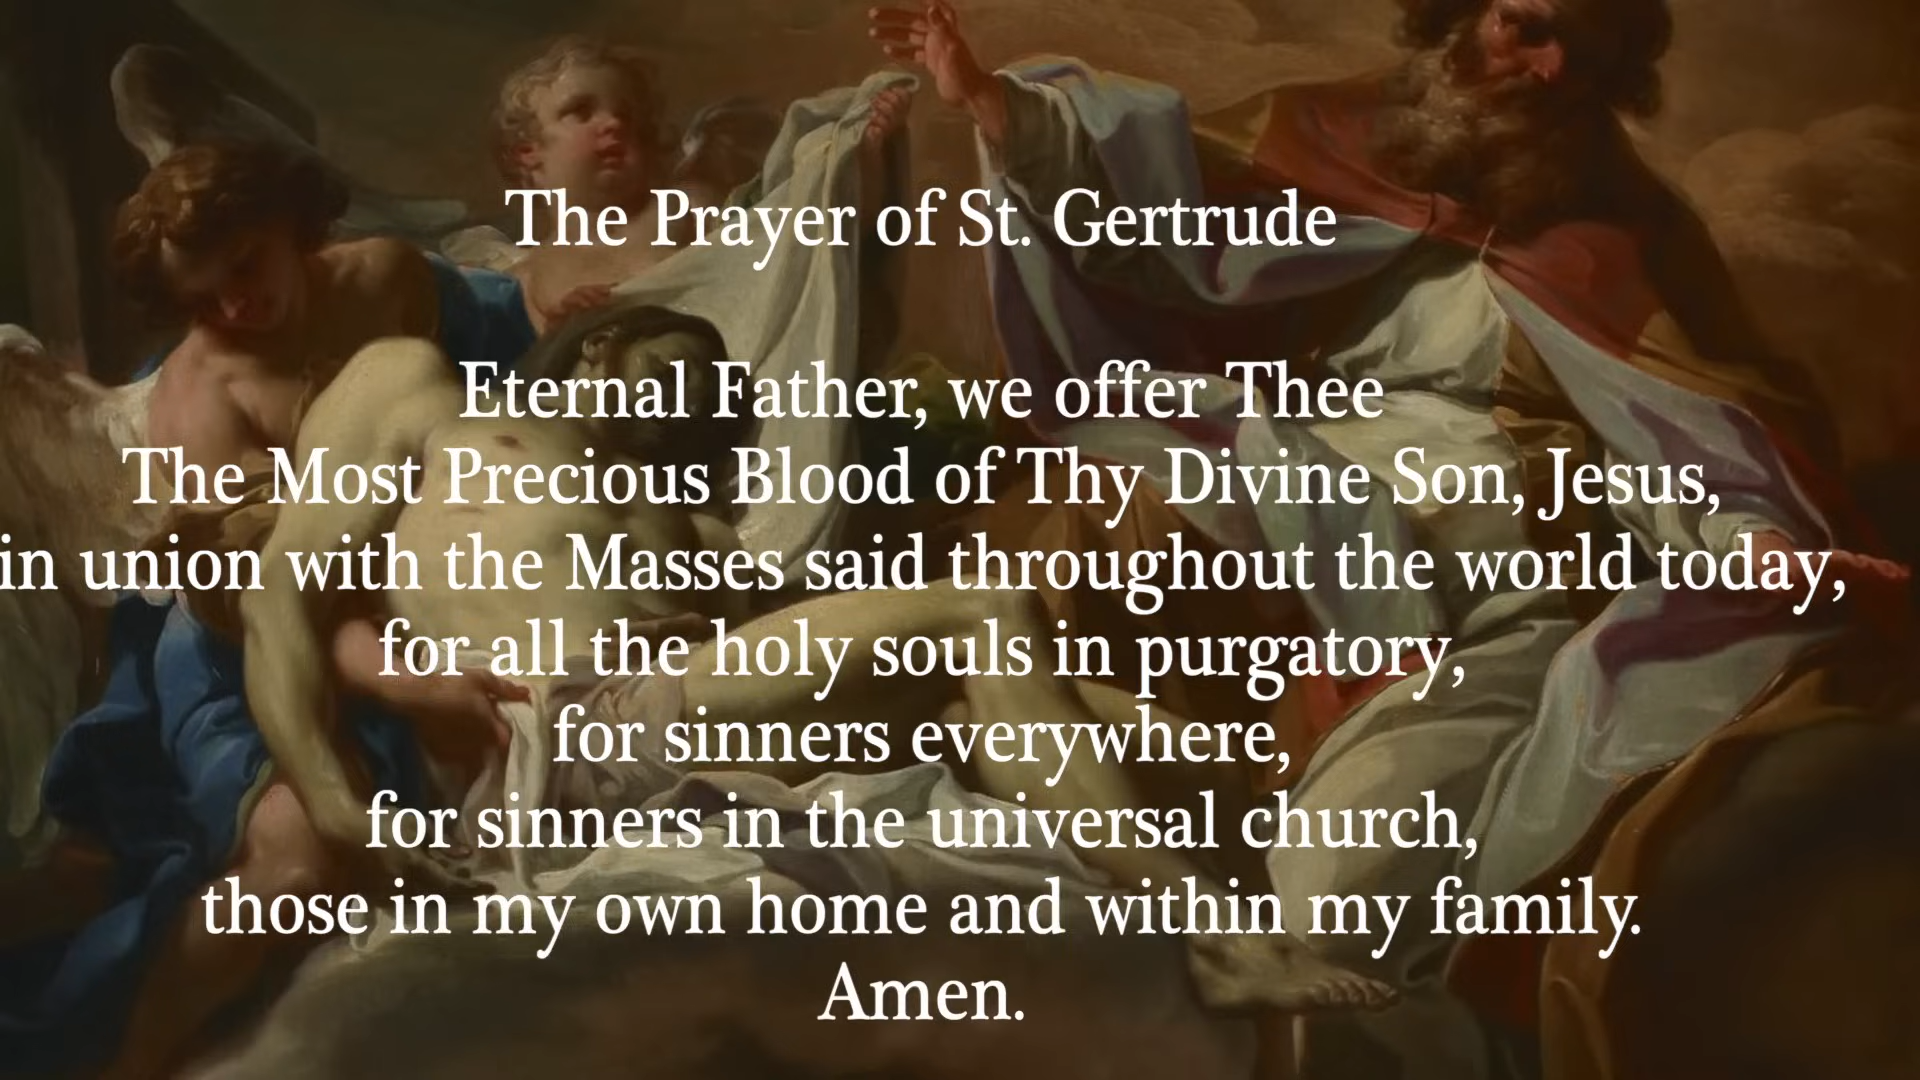 The Prayer of St. Gertrude
Eternal Father, we offer Thee
The Most Precious Blood of Thy Divine Son, Jesus,
in union with the Masses said throughout the world today,
for all the holy souls in purgatory,
for sinners everywhere,
for sinners in the universal church,
those in my own home and within my family.
Amen.